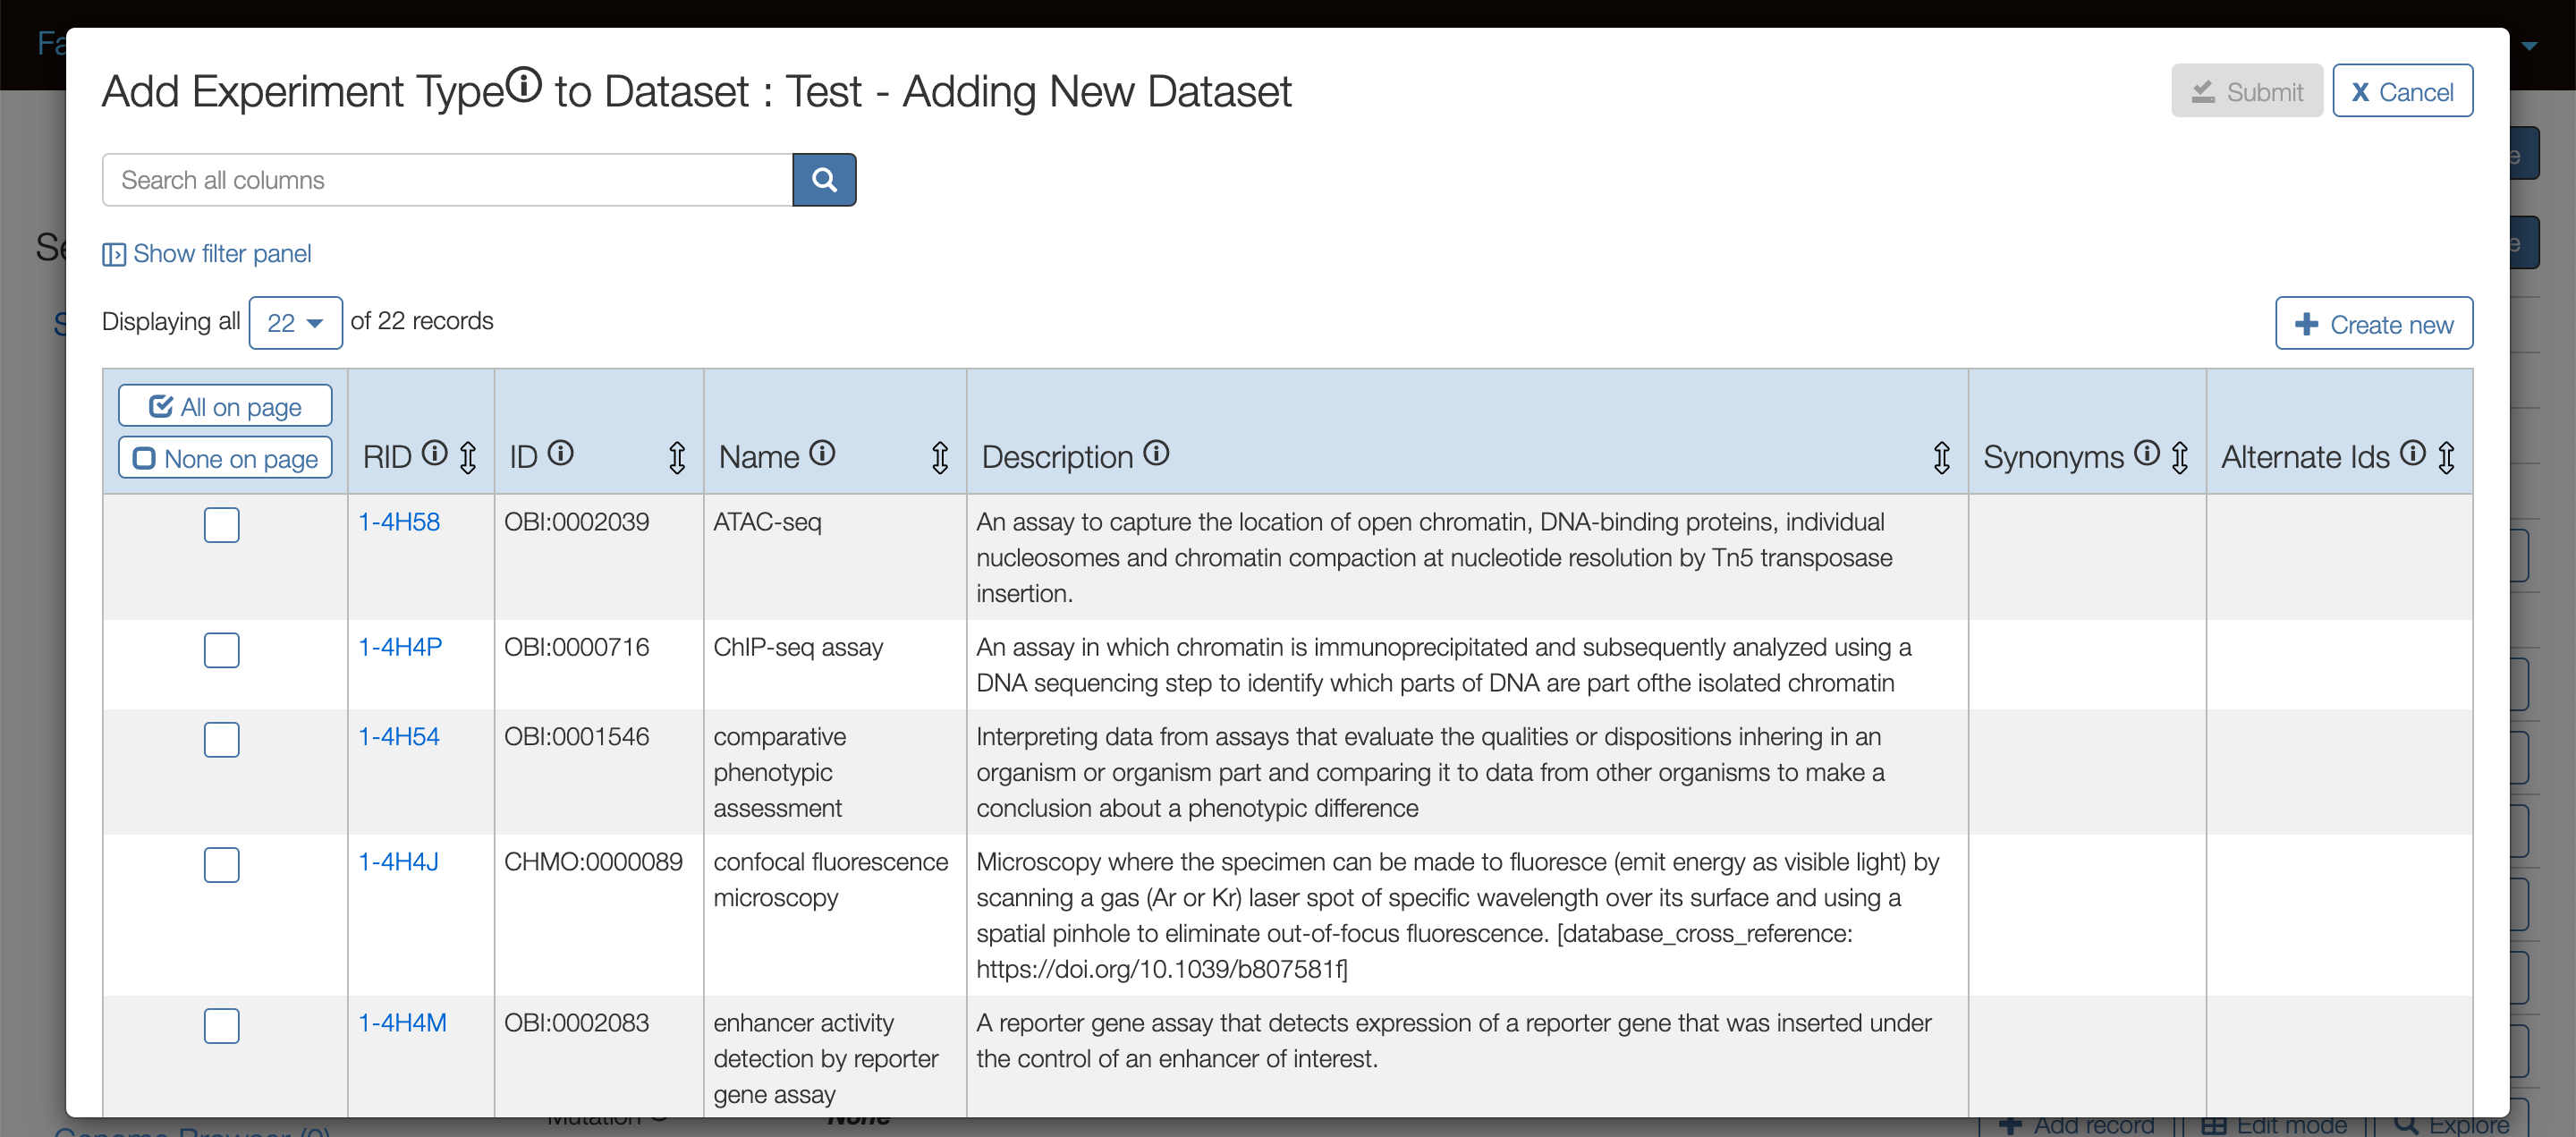 Add Experiment Type to Dataset : Test - Adding New Dataset
Submit
X Cancel
Search all columns
Show filter panel
Displaying all 22 of 22 records
Create new
All on page
None on page
RID
ID
Name
Description
Synonyms
Alternate Ids
1-4H58
OBI:0002039
ATAC-seq
An assay to capture the location of open chromatin, DNA-binding proteins, individual
nucleosomes and chromatin compaction at nucleotide resolution by Tn5 transposase
insertion.
1-4H4P
OBI:0000716
ChIP-seq assay
An assay in which chromatin is immunoprecipitated and subsequently analyzed using a
DNA sequencing step to identify which parts of DNA are part ofthe isolated chromatin
1-4H54
OBI:0001546
comparative
phenotypic
assessment
Interpreting data from assays that evaluate the qualities or dispositions inhering in an
organism or organism part and comparing it to data from other organisms to make a
conclusion about a phenotypic difference
1-4H4J
CHMO:0000089
confocal fluorescence
microscopy
Microscopy where the specimen can be made to fluoresce (emit energy as visible light) by
scanning a gas (Ar or Kr) laser spot of specific wavelength over its surface and using a
spatial pinhole to eliminate out-of-focus fluorescence. [database_cross_reference:
https://doi.org/10.1039/b807581f]
1-4H4M
OBI:0002083
enhancer activity
detection by reporter
gene assay
A reporter gene assay that detects expression of a reporter gene that was inserted under
the control of an enhancer of interest.
Mutation
None
Genome Browser (0)
Add record
Edit mode
Explore